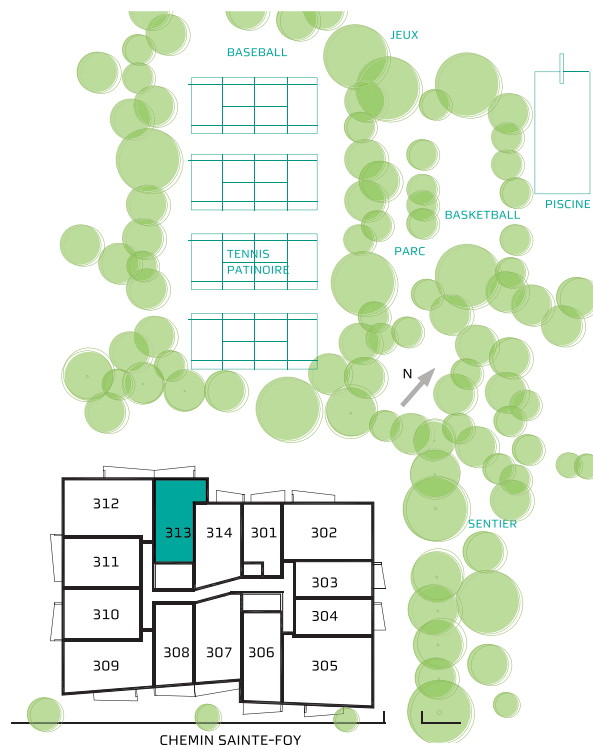 JEUX
BASEBALL
PISCINE
BASKETBALL
PARC
TENNIS
PATINOIRE
N
312
313
314
301
302
311
303
310
304
309
308
307
306
305
SENTIER
CHEMIN SAINTE-FOY